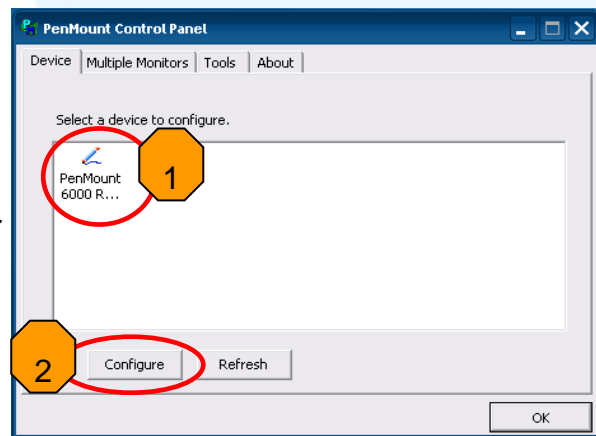 PenMount Control Panel
Device Multiple Monitors Tools About
Select a device to configure.
PenMount
6000 R...
1
2
Configure Refresh
OK